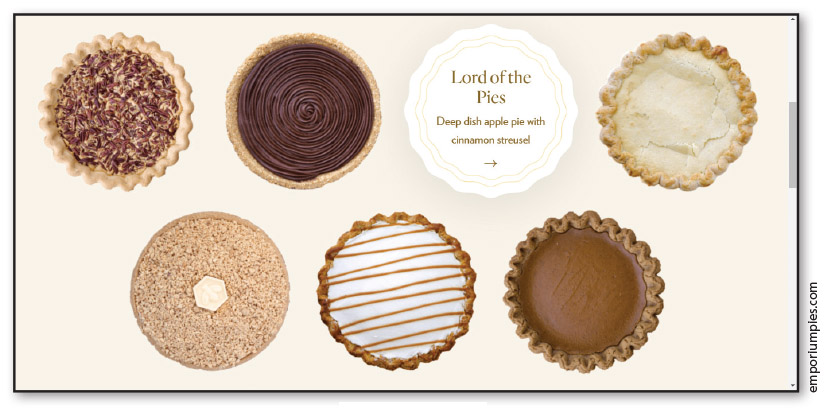 Lord of the
Pies
Deep dish apple pie with
cinnamon streusel
→
emporiumpies.com